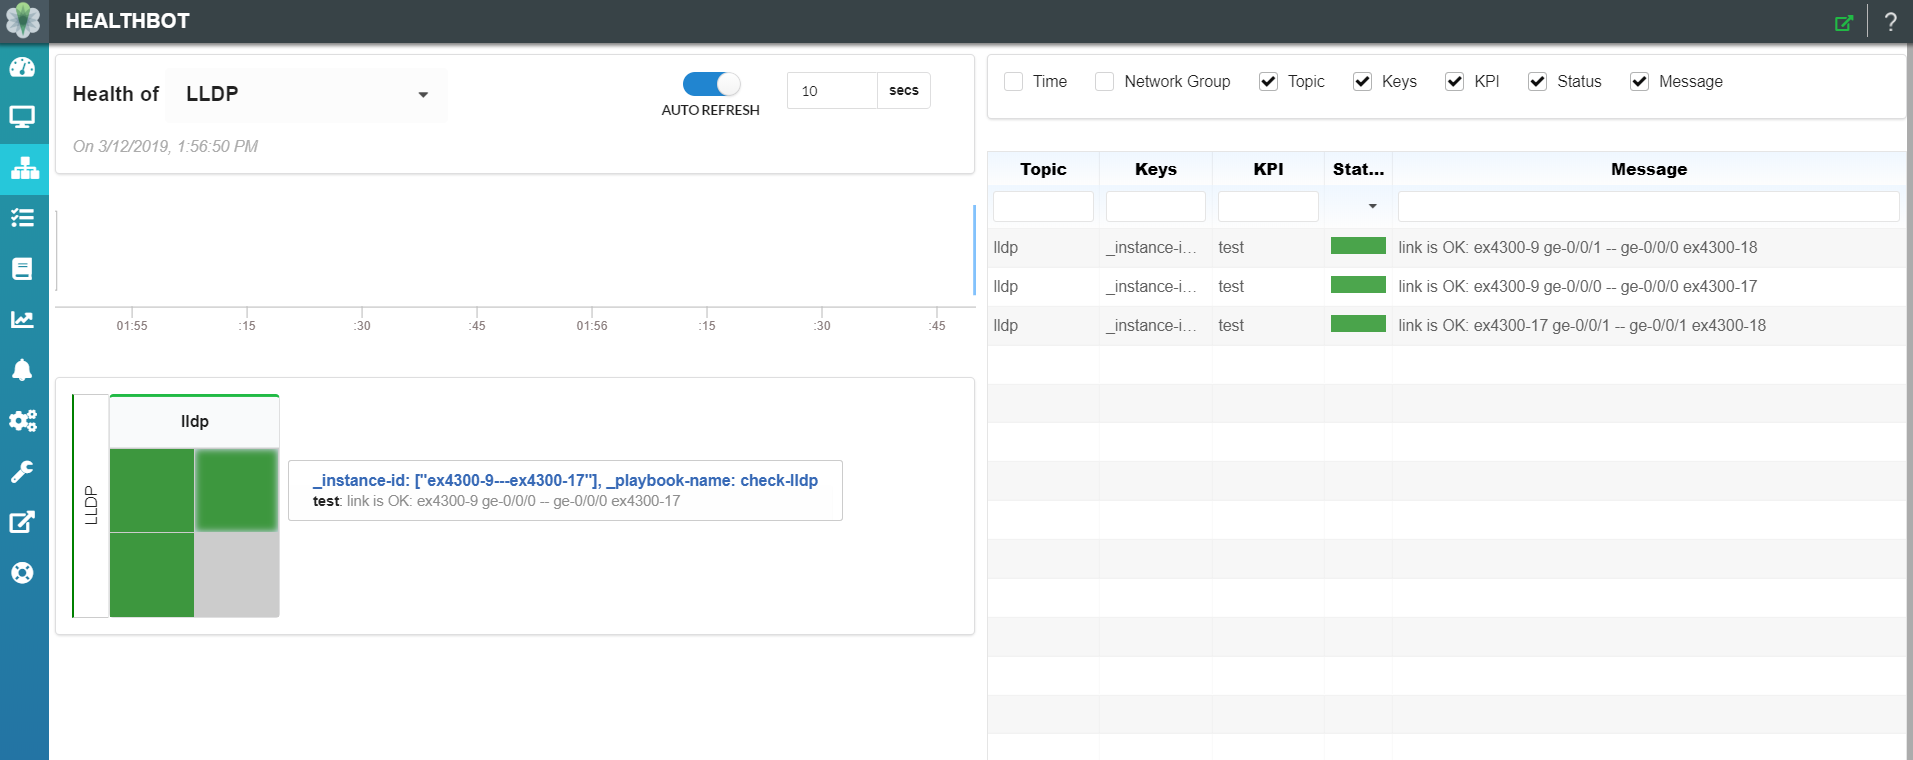 HEALTHBOT
?
Health of LLDP
AUTO REFRESH
10 secs
On 3/12/2019, 1:56:50 PM
01:55 :15 :30 :45 01:56 :15 :30 :45
LLDP
lldp
_instance-id: ["ex4300-9---ex4300-17"], _playbook-name: check-lldp
test: link is OK: ex4300-9 ge-0/0/0 -- ge-0/0/0 ex4300-17
Time Network Group Topic Keys KPI Status Message
Topic Keys KPI Stat... Message
lldp _instance-i... test link is OK: ex4300-9 ge-0/0/1 -- ge-0/0/0 ex4300-18
lldp _instance-i... test link is OK: ex4300-9 ge-0/0/0 -- ge-0/0/0 ex4300-17
lldp _instance-i... test link is OK: ex4300-17 ge-0/0/1 -- ge-0/0/1 ex4300-18